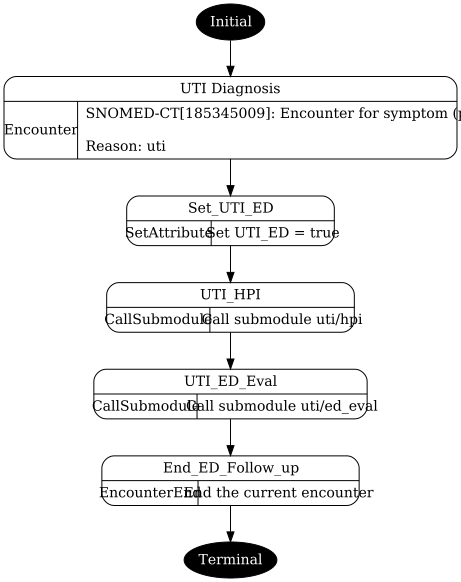 Initial
UTI Diagnosis
Encounter
SNOMED-CT[185345009]: Encounter for symptom (
Reason: uti
Set_UTI_ED
SetAttribute Set UTI_ED = true
UTI_HPI
CallSubmodule Call submodule uti/hpi
UTI_ED_Eval
CallSubmodule Call submodule uti/ed_eval
End_ED_Follow_up
EncounterEnd End the current encounter
Terminal